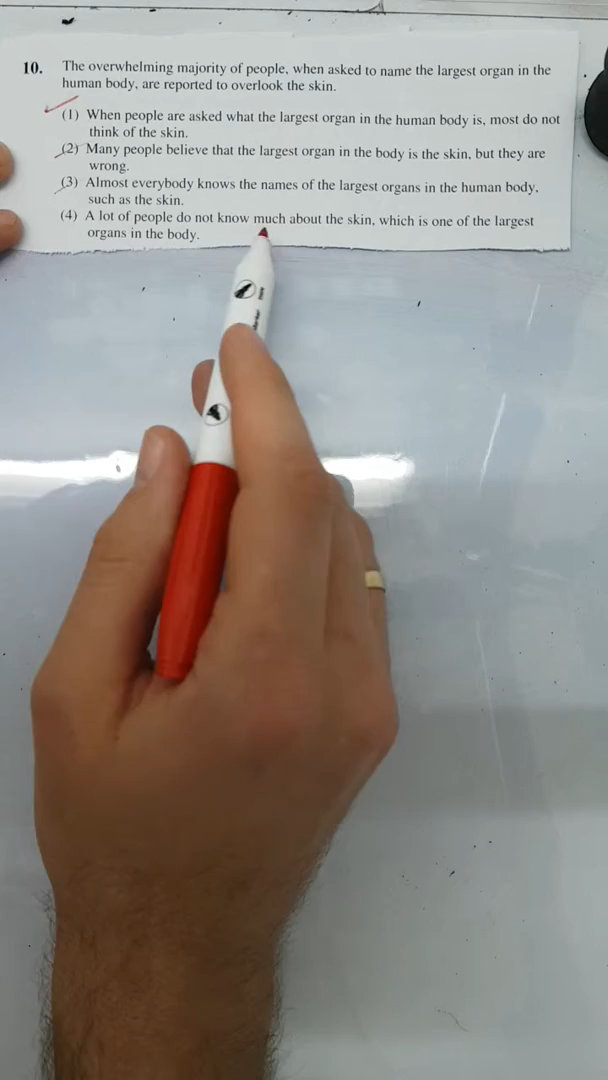 10. The overwhelming majority of people, when asked to name the largest organ in the
human body, are reported to overlook the skin.
(1) When people are asked what the largest organ in the human body is, most do not
think of the skin.
(2) Many people believe that the largest organ in the body is the skin, but they are
wrong.
(3) Almost everybody knows the names of the largest organs in the human body,
such as the skin.
(4) A lot of people do not know much about the skin, which is one of the largest
organs in the body.